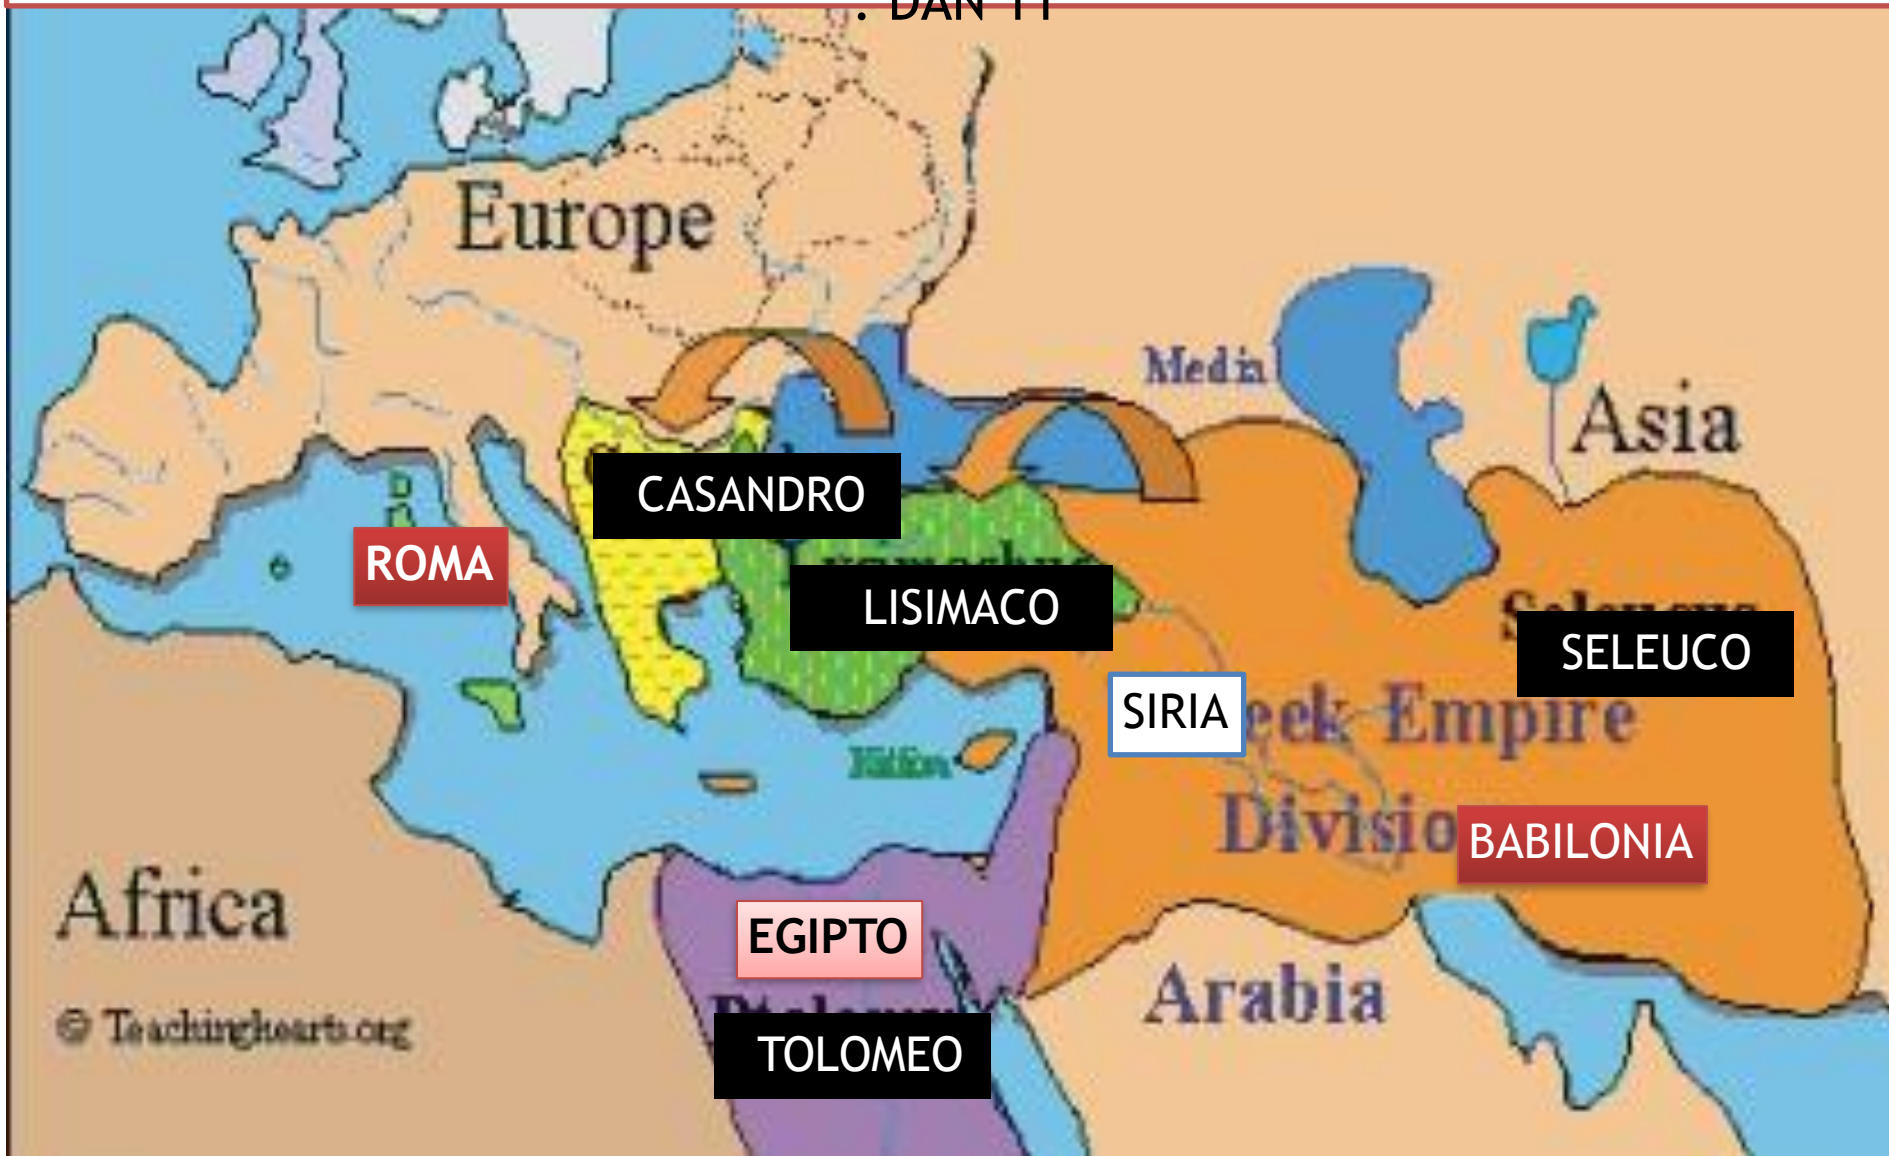 . DAN 11
Europe
Media
Asia
CASANDRO
ROMA
LISIMACO
SELEUCO
SIRIA
eek Empire
Divisio
BABILONIA
Africa
EGIPTO
Arabia
© Teachinghearts.org
TOLOMEO